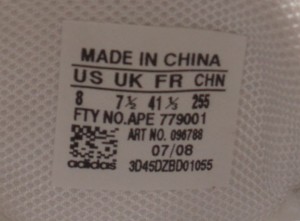 MADE IN CHINA
US UK FR CHN
8 7½ 41⅓ 255
FTY NO.APE 779001
ART NO. 096788
07/08
adidas 3D45DZBD01055